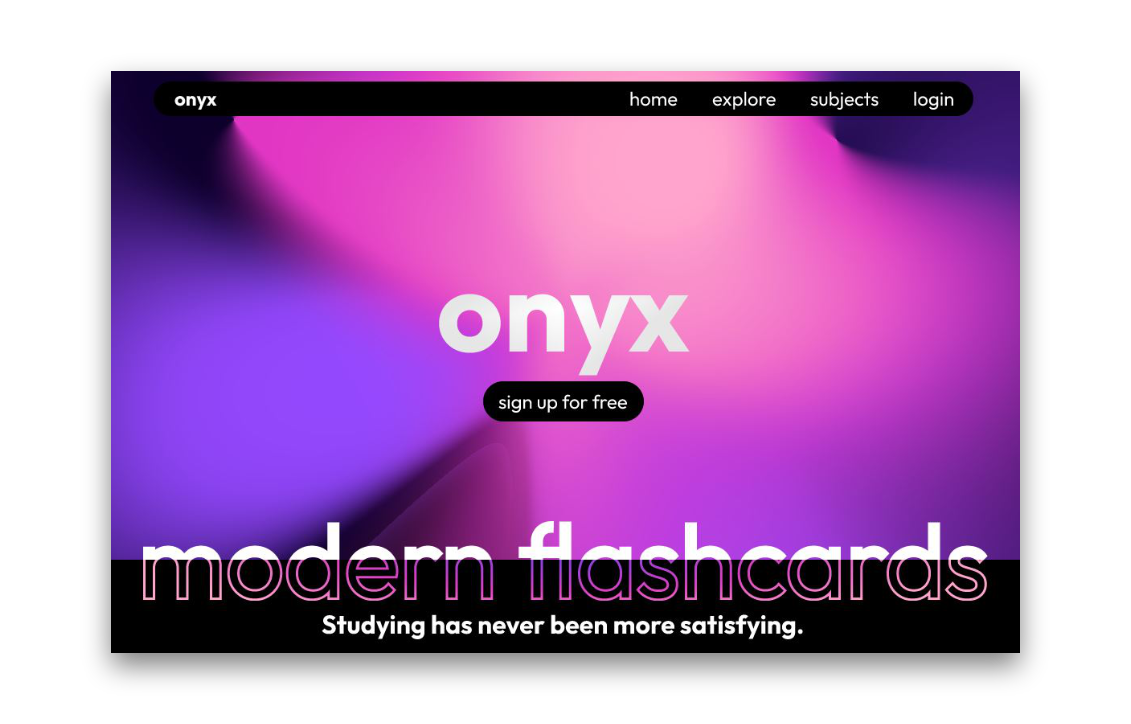 onyx home explore subjects login
onyx
sign up for free
modern flashcards
Studying has never been more satisfying.